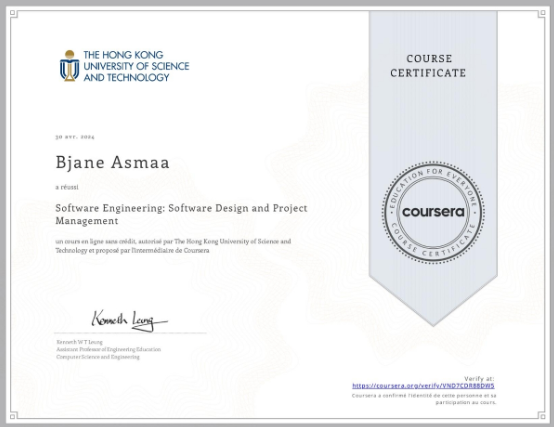 THE HONG KONG
UNIVERSITY OF SCIENCE
AND TECHNOLOGY
COURSE
CERTIFICATE
30 avr. 2024
Bjane Asmaa
a réussi
Software Engineering: Software Design and Project
Management
un cours en ligne sans crédit, autorisé par The Hong Kong University of Science and
Technology et proposé par l'intermédiaire de Coursera
EDUCATION FOR EVERYONE
coursera
COURSE CERTIFICATE
Kenneth Leung
Kenneth W T Leung
Assistant Professor of Engineering Education
Computer Science and Engineering
Verify at:
https://coursera.org/verify/VND7CDR88DW5
Coursera a confirmé l'identité de cette personne et sa
participation au cours.